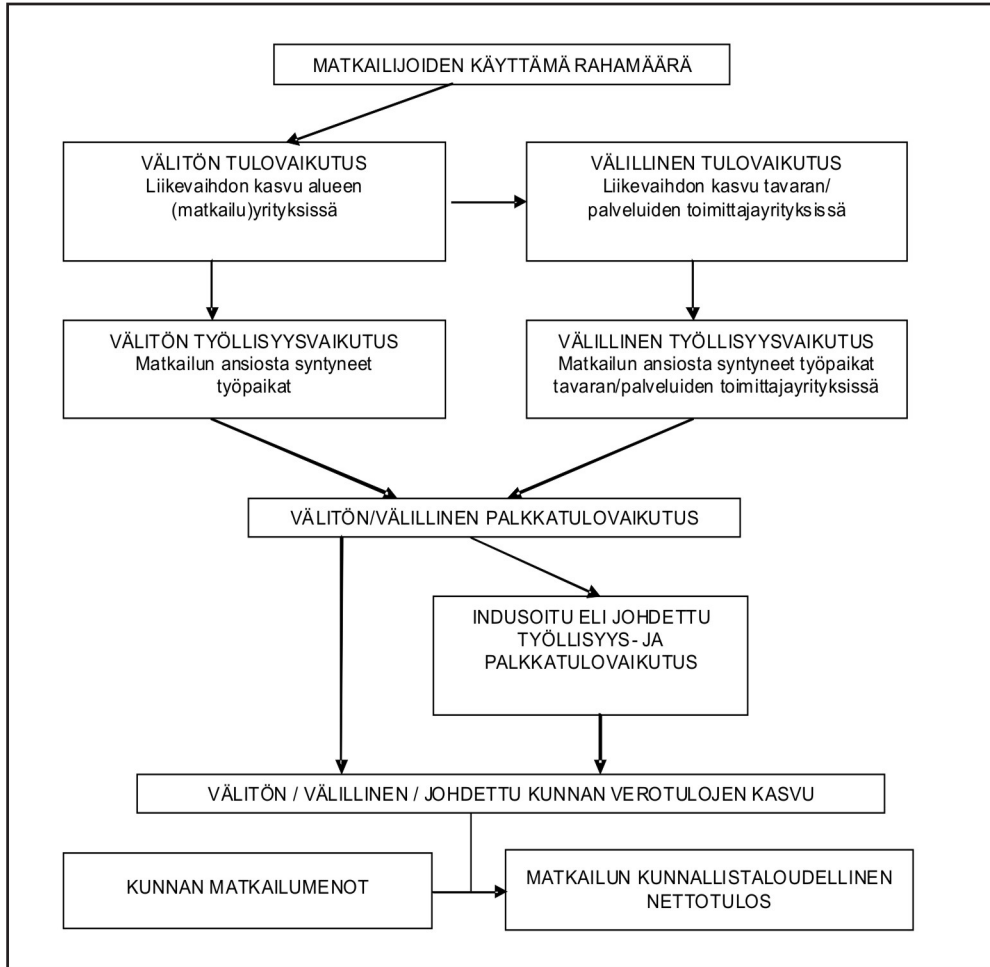 MATKAILIJOIDEN KÄYTTÄMÄ RAHAMÄÄRÄ
VÄLITÖN TULOVAIKUTUS
Liikevaihdon kasvu alueen
(matkailu)yrityksissä
VÄLILLINEN TULOVAIKUTUS
Liikevaihdon kasvu tavaran/
palveluiden toimittajayrityksissä
VÄLITÖN TYÖLLISYYSVAIKUTUS
Matkailun ansiosta syntyneet
työpaikat
VÄLILLINEN TYÖLLISYYSVAIKUTUS
Matkailun ansiosta syntyneet työpaikat
tavaran/palveluiden toimittajayrityksissä
VÄLITÖN/VÄLILLINEN PALKKATULOVAIKUTUS
INDUSOITU ELI JOHDETTU
TYÖLLISYYS- JA
PALKKATULOVAIKUTUS
VÄLITÖN / VÄLILLINEN / JOHDETTU KUNNAN VEROTULOJEN KASVU
KUNNAN MATKAILUMENOT
MATKAILUN KUNNALLISTALOUDELLINEN
NETTOTULOS